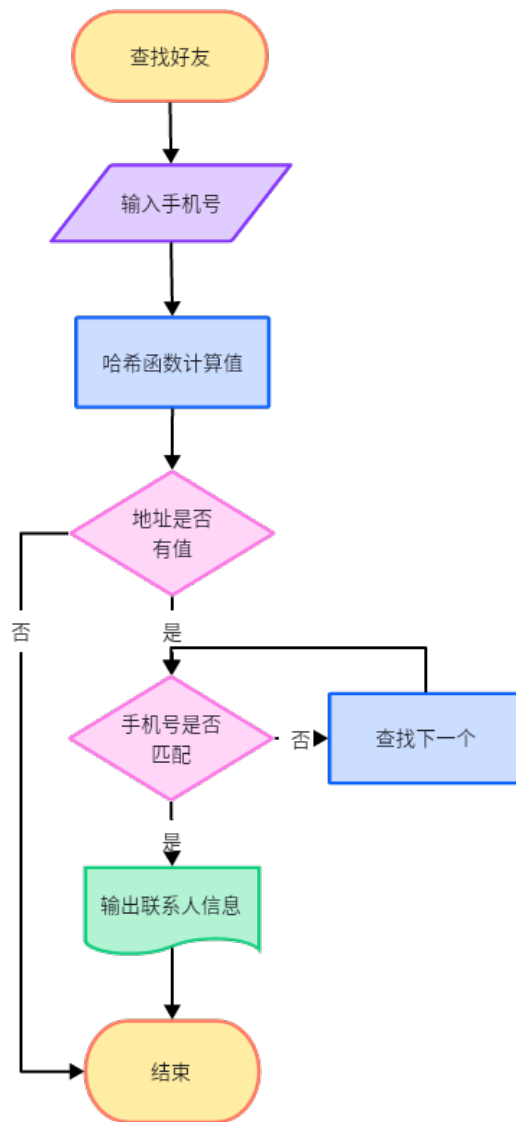 查找好友
输入手机号
哈希函数计算值
地址是否
有值
否
是
手机号是否
匹配
否
查找下一个
是
输出联系人信息
结束